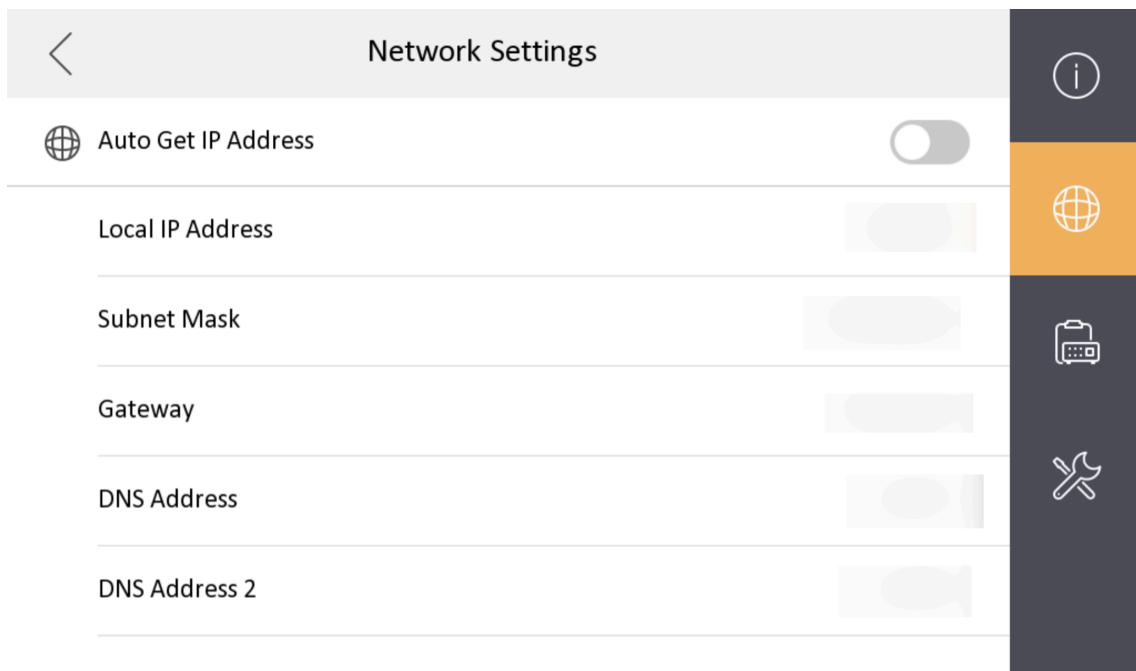 Network Settings
Auto Get IP Address
Local IP Address
Subnet Mask
Gateway
DNS Address
DNS Address 2